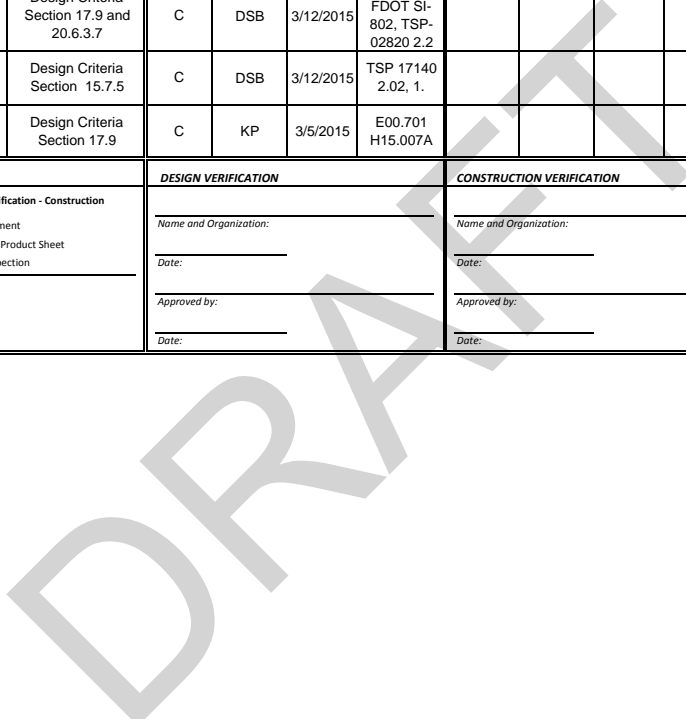 Design Criteria
Section 17.9 and
20.6.3.7
C
DSB
3/12/2015
FDOT SI-
802, TSP-
02820 2.2
Design Criteria
Section 15.7.5
C
DSB
3/12/2015
TSP 17140
2.02, 1.
Design Criteria
Section 17.9
C
KP
3/5/2015
E00.701
H15.007A
DESIGN VERIFICATION
CONSTRUCTION VERIFICATION
fication - Construction
ment
Product Sheet
pection
Name and Organization:
Date:
Approved by:
Date:
Name and Organization:
Date:
Approved by:
Date:
DRAFT